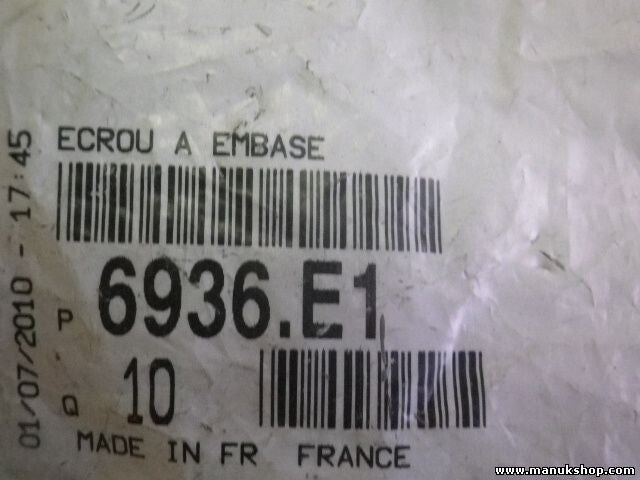 ECROU A EMBASE
P 6936.E1
Q 10
MADE IN FR FRANCE
01/07/2010 - 17:45
www.manukshop.com